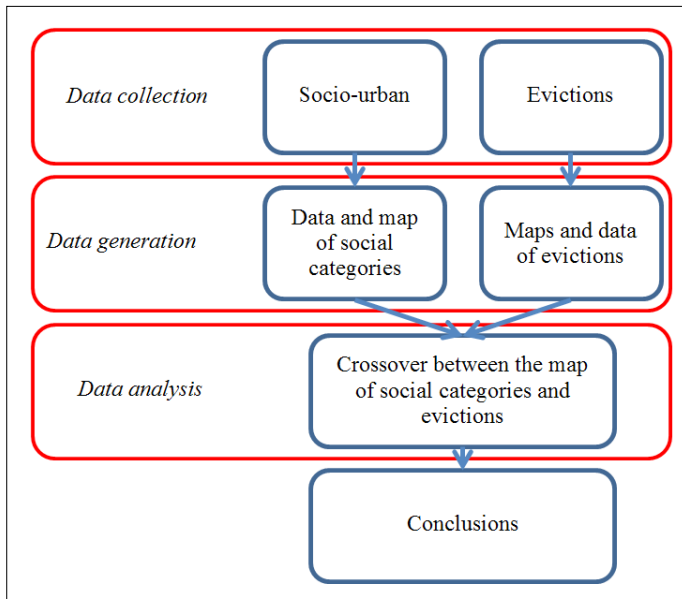 Data collection
Socio-urban
Evictions
Data generation
Data and map
of social
categories
Maps and data
of evictions
Data analysis
Crossover between the map
of social categories and
evictions
Conclusions